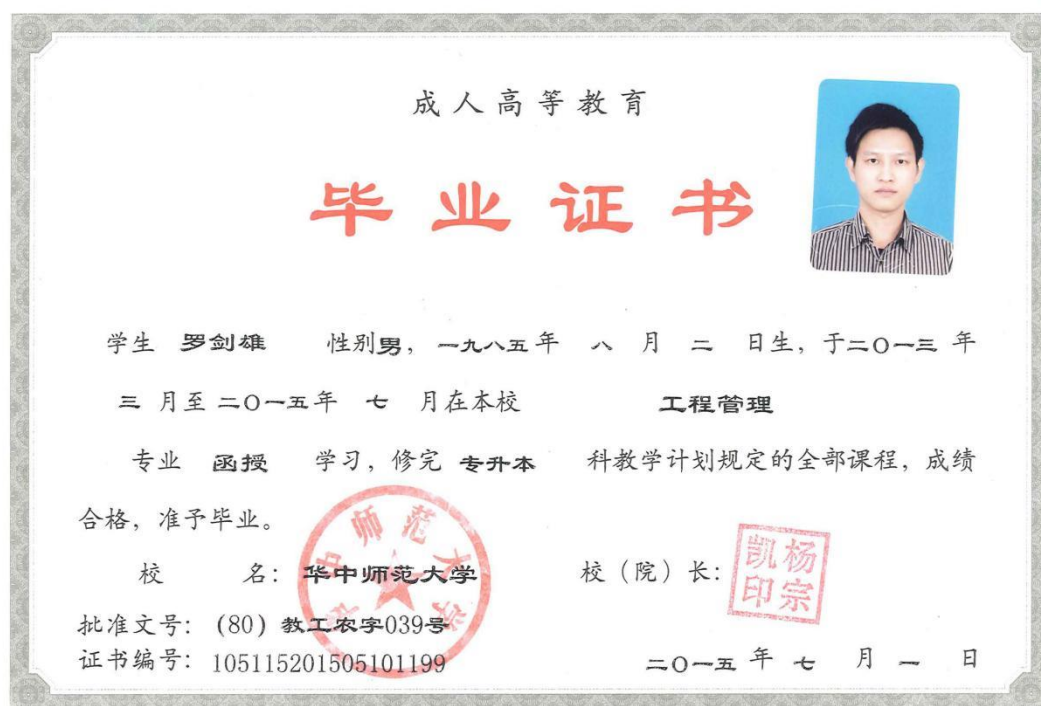 成人高等教育
毕业证书
学生 罗剑雄 性别男, 一九八五年 八 月 二 日生, 于二〇一三 年
三 月至 二〇一五年 七 月在本校 工程管理
专业 函授 学习, 修完 专升本 科教学计划规定的全部课程, 成绩
合格, 准予毕业。
校 名: 华中师范大学 校（院）长:
华中师范大学
杨宗凯印
批准文号: (80) 教工农字039号
证书编号: 105115201505101199 二〇一五 年 七 月 一 日